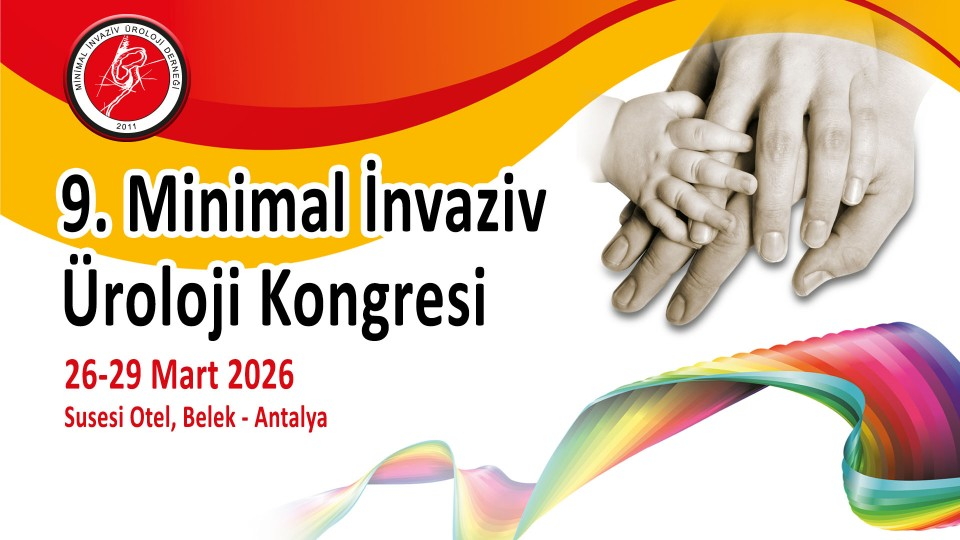 MİNİMAL İNVAZİV ÜROLOJİ DERNEĞİ
2011
9. Minimal İnvaziv
Üroloji Kongresi
26-29 Mart 2026
Susesi Otel, Belek - Antalya